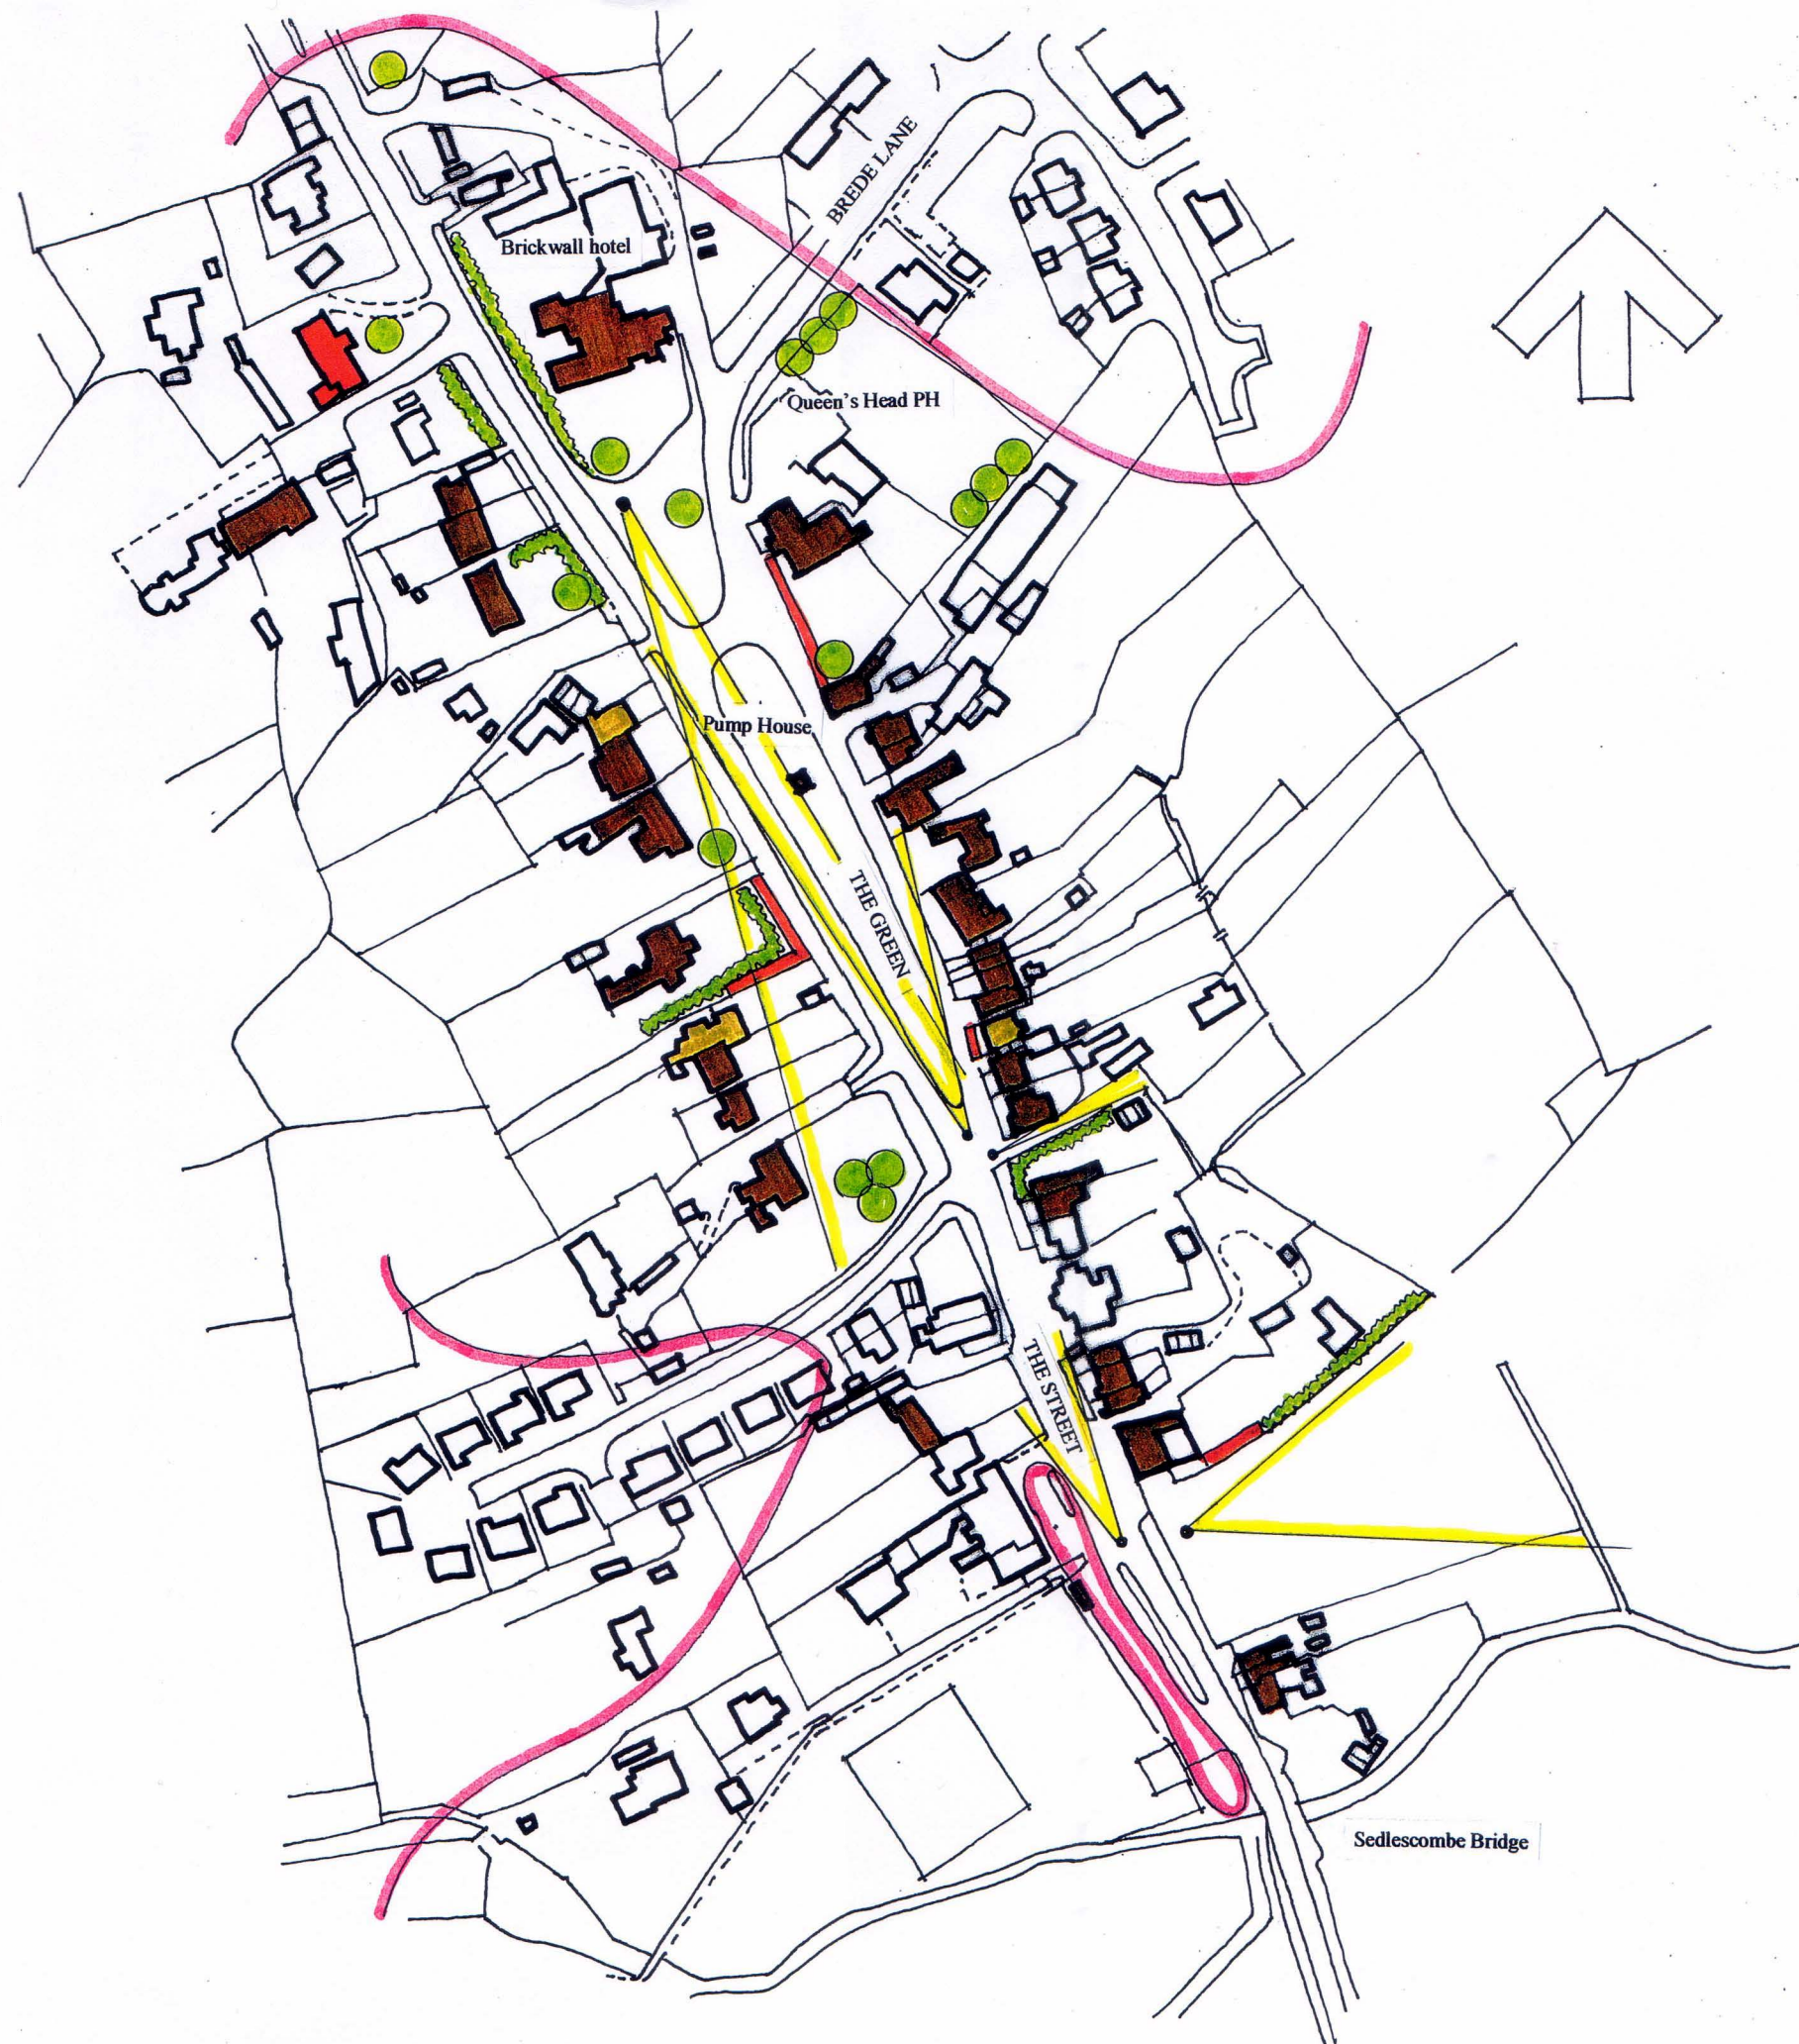 BREDE LANE
Brickwall hotel
Queen's Head PH
Pump House
THE GREEN
THE STREET
Sedlescombe Bridge